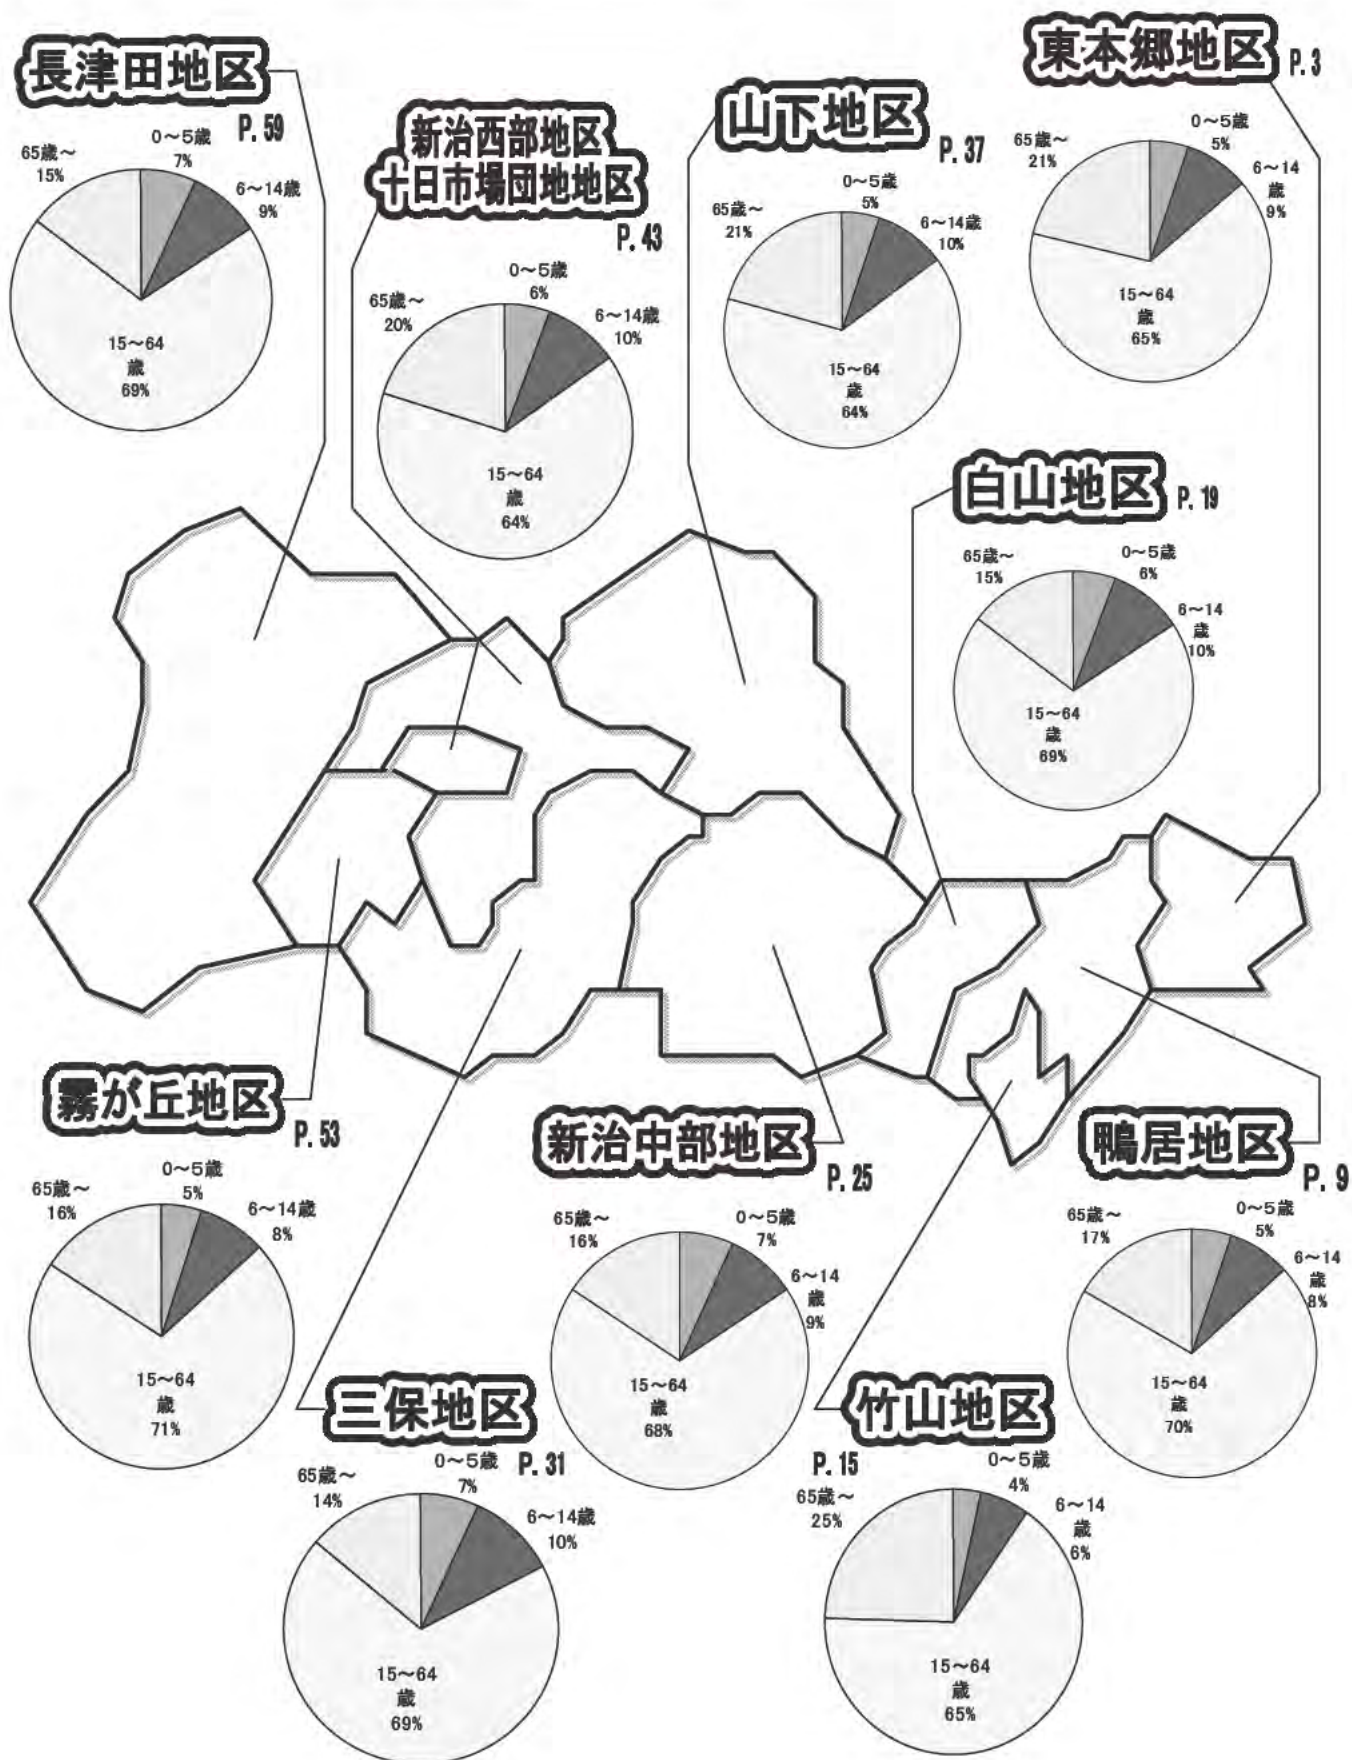 長津田地区
P. 59
0～5歳
7%
6～14歳
9%
15～64
歳
69%
65歳～
15%
新治西部地区
十日市場団地地区
P. 43
0～5歳
6%
6～14歳
10%
15～64
歳
64%
65歳～
20%
山下地区
P. 37
0～5歳
5%
6～14歳
10%
15～64
歳
64%
65歳～
21%
東本郷地区
P. 3
0～5歳
5%
6～14
歳
9%
15～64
歳
65%
65歳～
21%
白山地区
P. 19
0～5歳
6%
6～14
歳
10%
15～64
歳
69%
65歳～
15%
霧が丘地区
P. 53
0～5歳
5%
6～14歳
8%
15～64
歳
71%
65歳～
16%
新治中部地区
P. 25
0～5歳
7%
6～14
歳
9%
15～64
歳
68%
65歳～
16%
鴨居地区
P. 9
0～5歳
5%
6～14
歳
8%
15～64
歳
70%
65歳～
17%
三保地区
P. 31
0～5歳
7%
6～14歳
10%
15～64
歳
69%
65歳～
14%
竹山地区
P. 15
0～5歳
4%
6～14
歳
6%
15～64
歳
65%
65歳～
25%